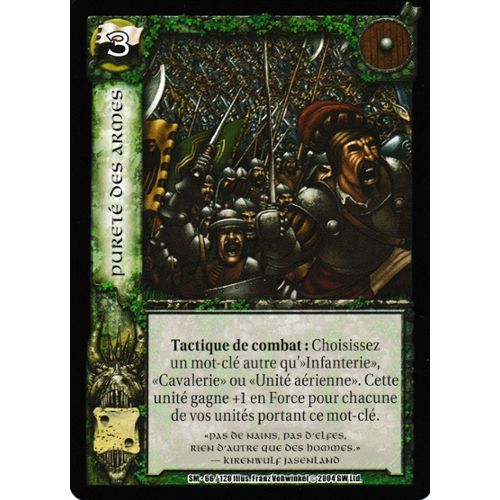 3
Pureté des Armes
Tactique de combat : Choisissez
un mot-clé autre qu'»Infanterie»,
«Cavalerie» ou «Unité aérienne». Cette
unité gagne +1 en Force pour chacune
de vos unités portant ce mot-clé.
«Pas de nains, pas d'elfes,
rien d'autre que des hommes.»
— Kirenwulf Jasenland
SM - 66 / 120 Illus. Franz Vohwinkel © 2004 GW Ltd.